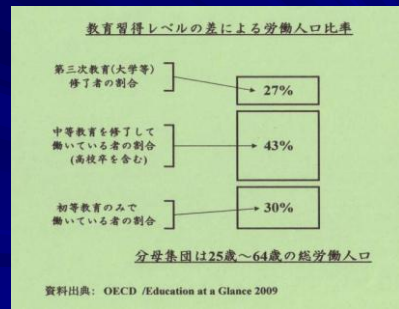 教育習得レベルの差による労働人口比率
第三次教育(大学等)
修了者の割合
27%
中等教育を修了して
働いている者の割合
(高校卒を含む)
43%
初等教育のみで
働いている者の割合
30%
分母集団は25歳～64歳の総労働人口
資料出典： OECD /Education at a Glance 2009